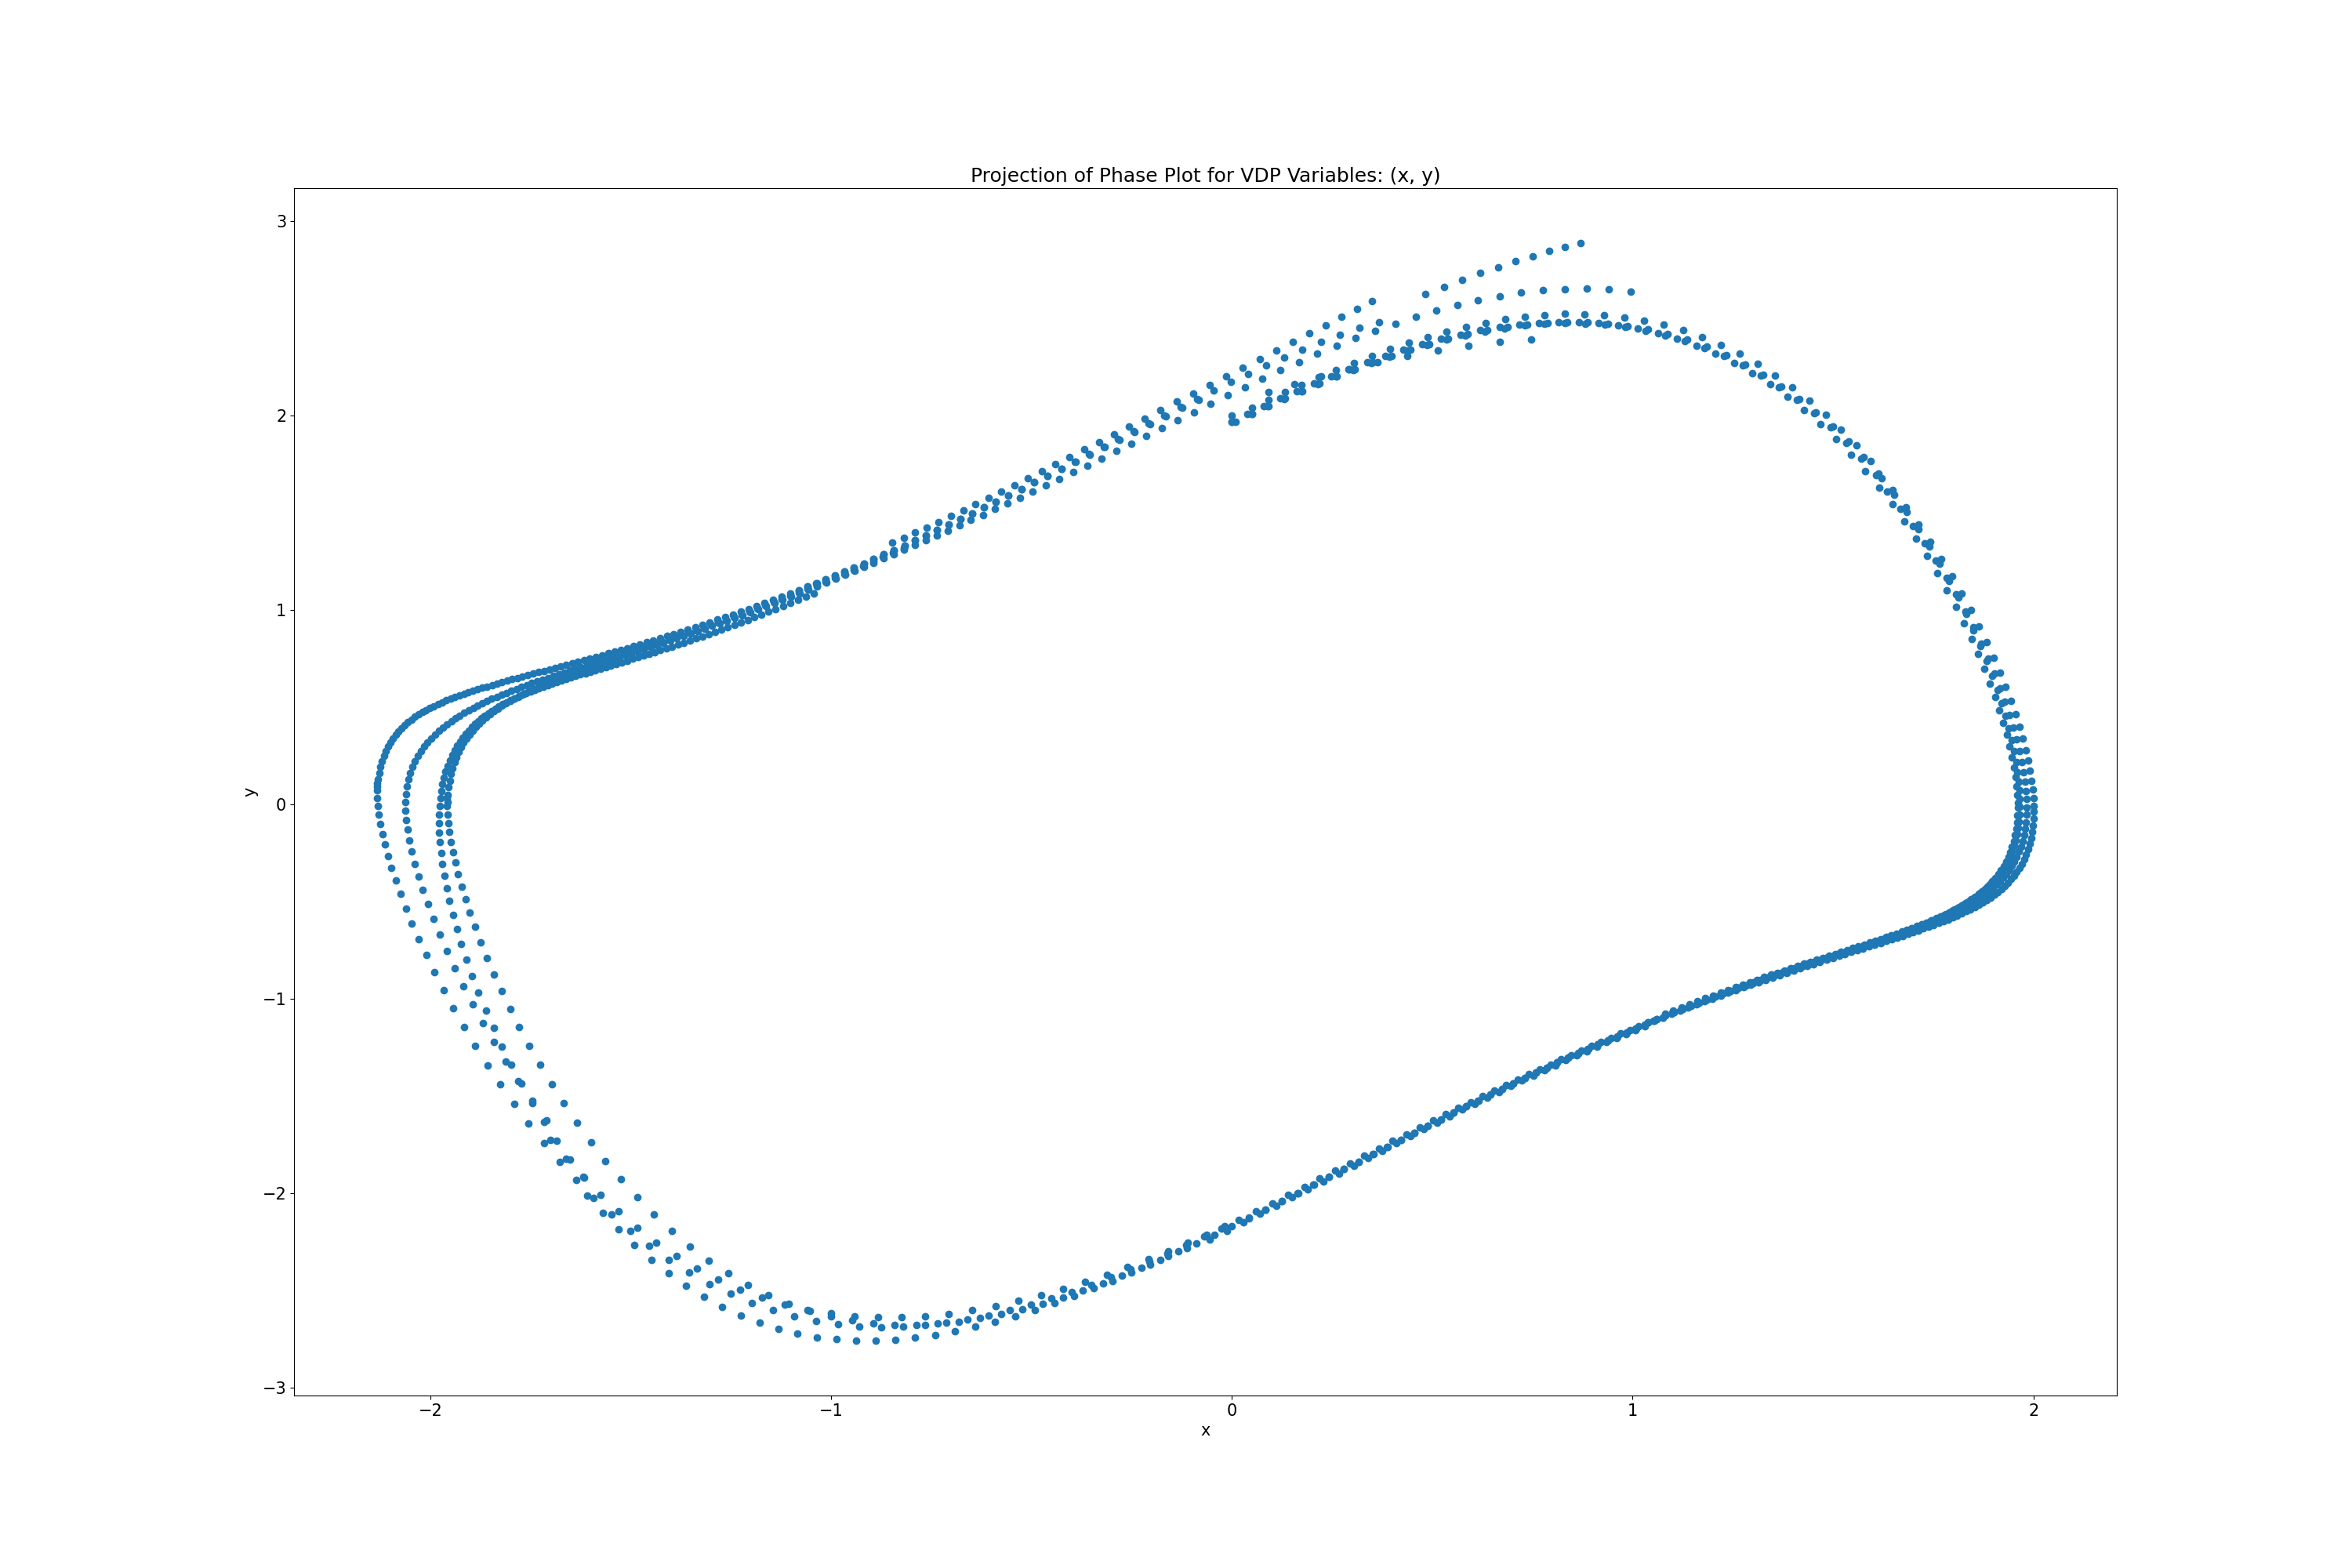 Projection of Phase Plot for VDP Variables: (x, y)
3
2
1
0
−1
−2
−3
y
−2 −1 0 1 2
x